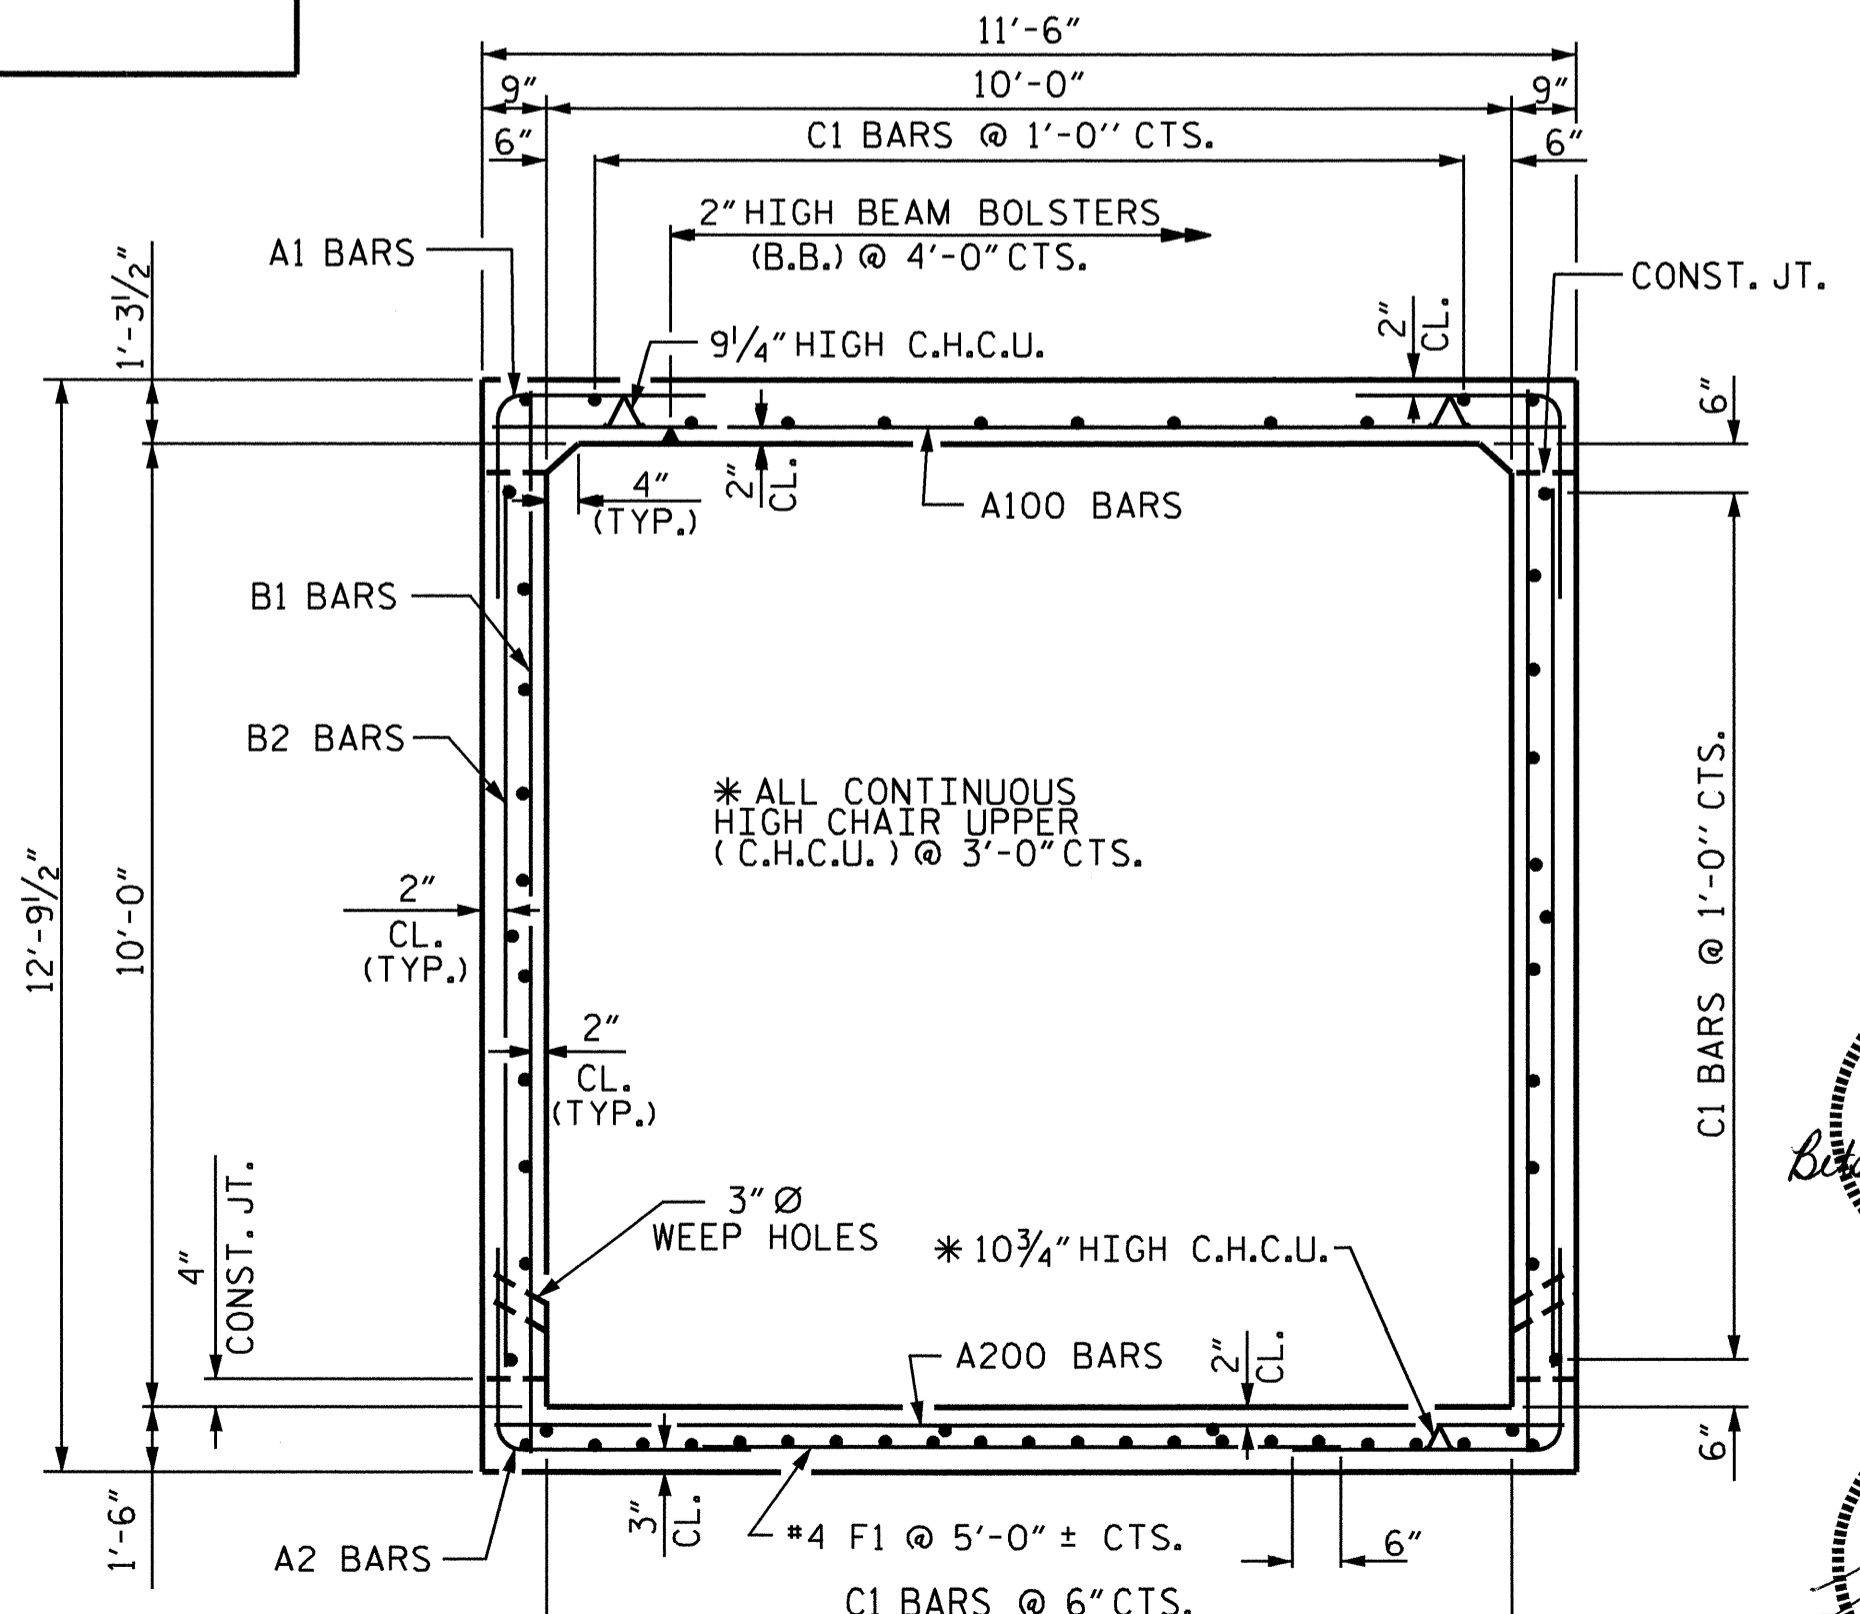 11'-6"
9"
10'-0"
9"
6"
C1 BARS @ 1'-0'' CTS.
6"
2" HIGH BEAM BOLSTERS
(B.B.) @ 4'-0" CTS.
A1 BARS
CONST. JT.
1'-3½"
9¼" HIGH C.H.C.U.
2"
CL.
6"
4"
(TYP.)
2"
CL.
A100 BARS
B1 BARS
B2 BARS
* ALL CONTINUOUS
HIGH CHAIR UPPER
( C.H.C.U. ) @ 3'-0" CTS.
12'-9½"
10'-0"
2"
CL.
(TYP.)
C1 BARS @ 1'-0'' CTS.
2"
CL.
(TYP.)
4"
CONST. JT.
3" Ø
WEEP HOLES
* 10¾" HIGH C.H.C.U.
A200 BARS
2"
CL.
6"
1'-6"
A2 BARS
3"
CL.
#4 F1 @ 5'-0" ± CTS.
6"
C1 BARS @ 6" CTS.